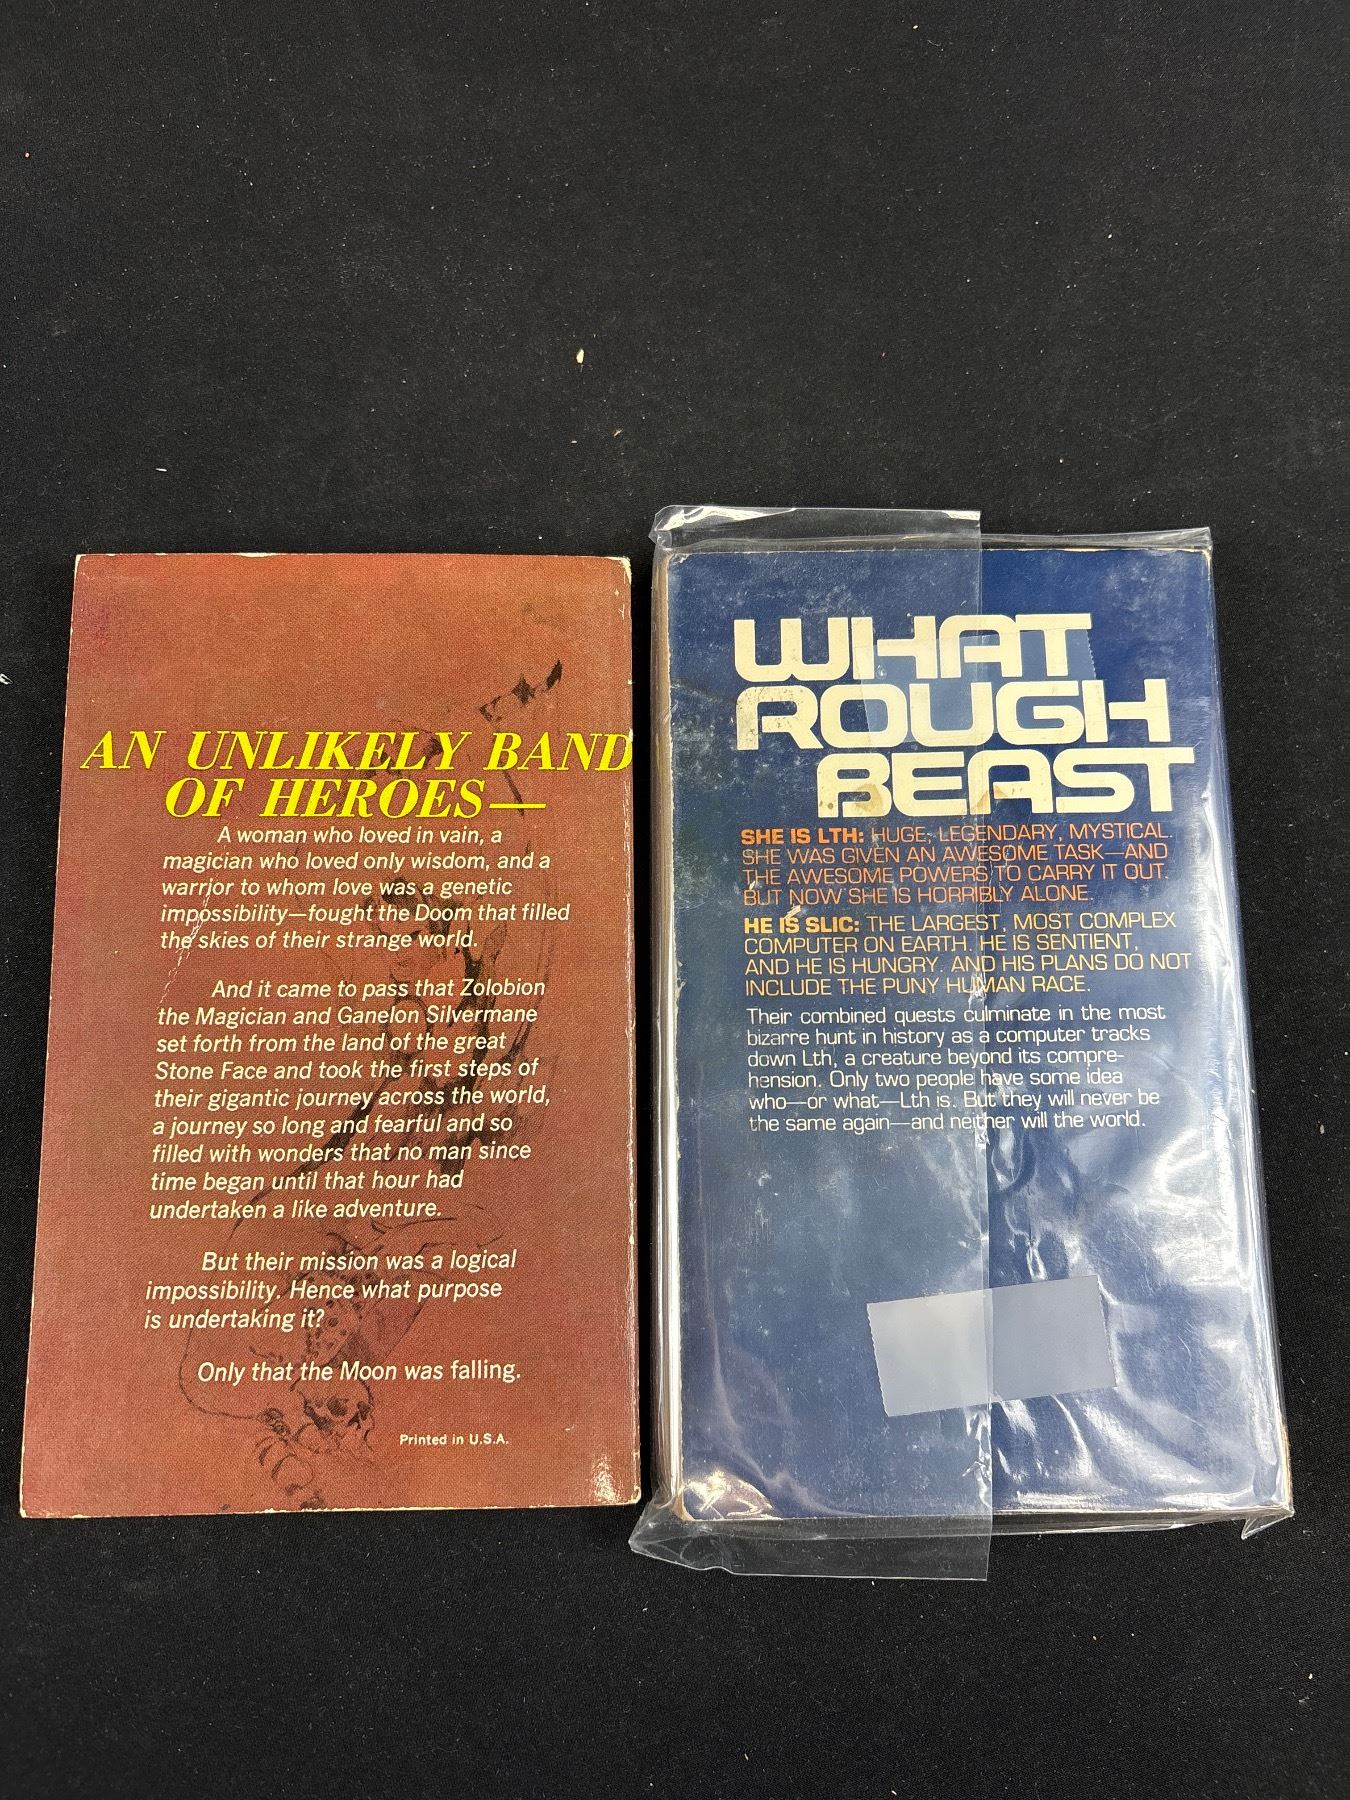 AN UNLIKELY BAND
OF HEROES—
A woman who loved in vain, a
magician who loved only wisdom, and a
warrior to whom love was a genetic
impossibility—fought the Doom that filled
the skies of their strange world.
And it came to pass that Zolobion
the Magician and Ganelon Silvermane
set forth from the land of the great
Stone Face and took the first steps of
their gigantic journey across the world,
a journey so long and fearful and so
filled with wonders that no man since
time began until that hour had
undertaken a like adventure.
But their mission was a logical
impossibility. Hence what purpose
is undertaking it?
Only that the Moon was falling.
Printed in U.S.A.
WHAT
ROUGH
BEAST
SHE IS LTH: HUGE, LEGENDARY, MYSTICAL.
SHE WAS GIVEN AN AWESOME TASK—AND
THE AWESOME POWERS TO CARRY IT OUT.
BUT NOW SHE IS HORRIBLY ALONE.
HE IS SLIC: THE LARGEST, MOST COMPLEX
COMPUTER ON EARTH. HE IS SENTIENT,
AND HE IS HUNGRY. AND HIS PLANS DO NOT
INCLUDE THE PUNY HUMAN RACE.
Their combined quests culminate in the most
bizarre hunt in history as a computer tracks
down Lth, a creature beyond its compre-
hension. Only two people have some idea
who—or what—Lth is. But they will never be
the same again—and neither will the world.